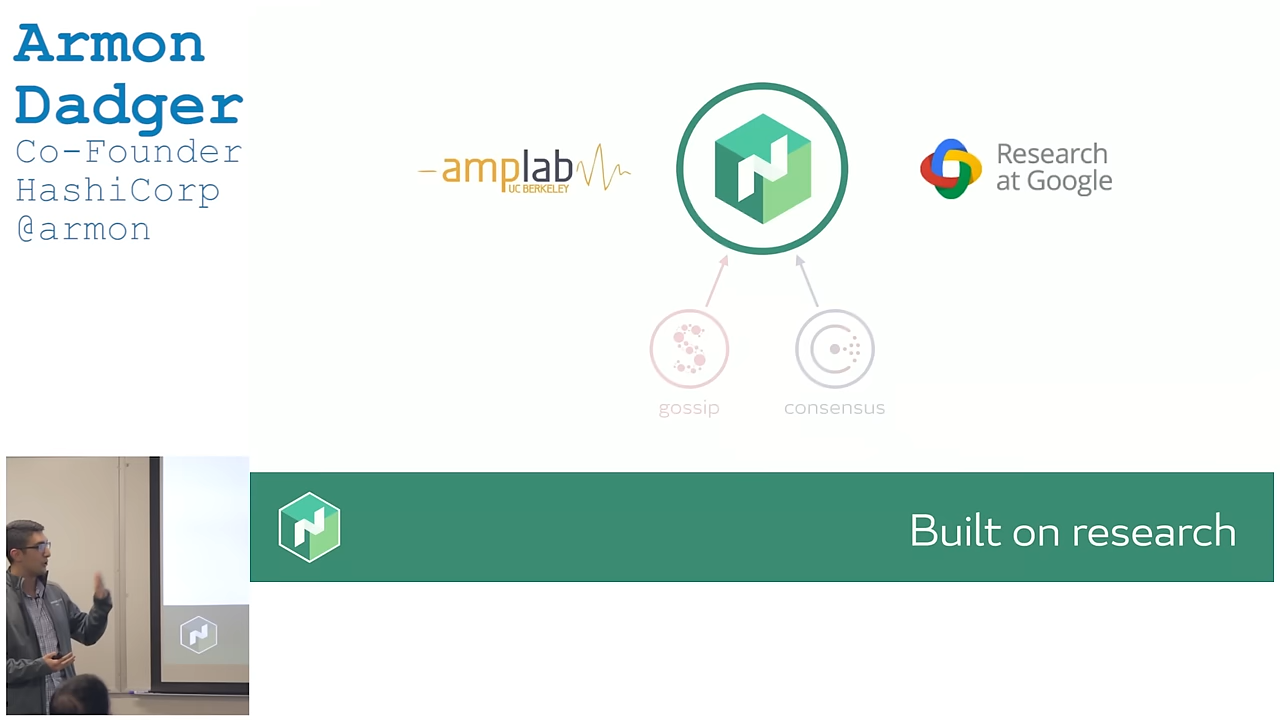 Armon
Dadger
Co-Founder
HashiCorp
@armon
amplab
UC BERKELEY
Research
at Google
gossip
consensus
Built on research